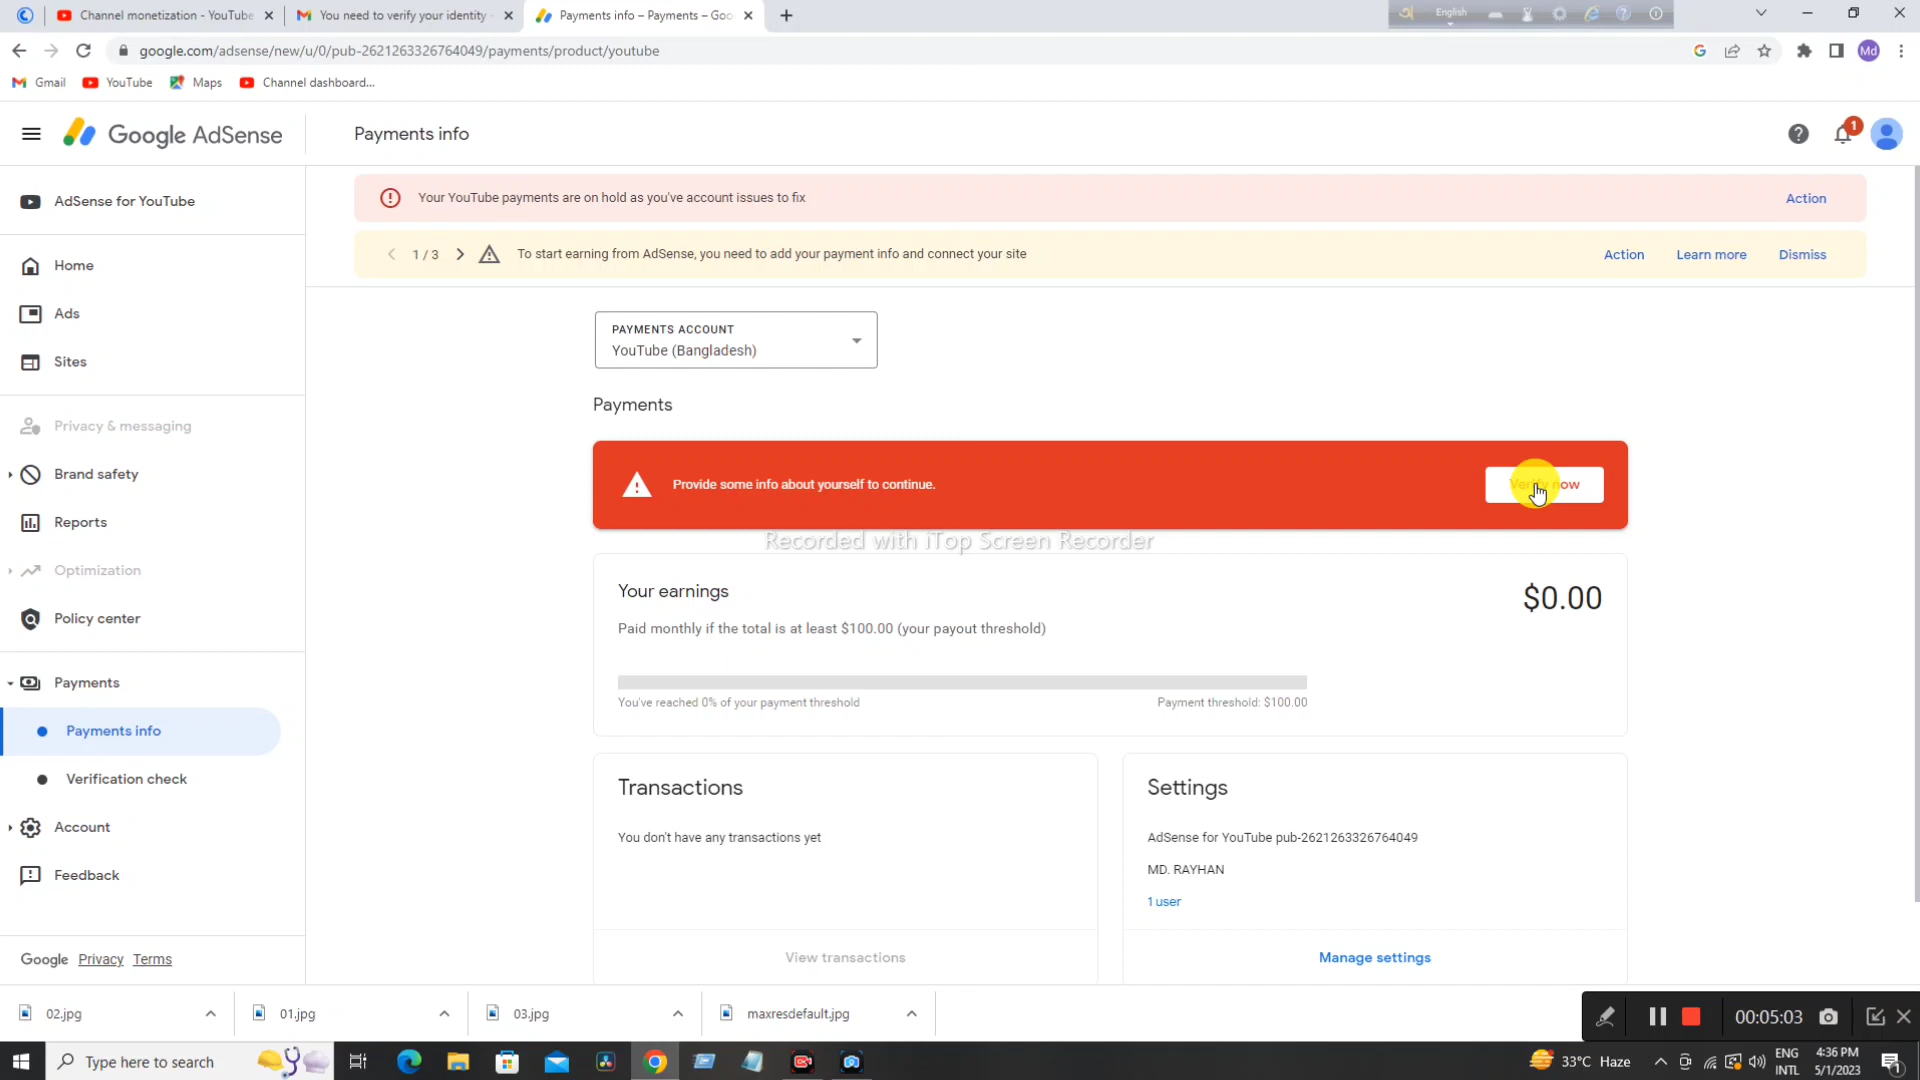 Channel monetization - YouTube
You need to verify your identity -
Payments info – Payments – Goo
English
google.com/adsense/new/u/0/pub-2621263326764049/payments/product/youtube
Md
Gmail
YouTube
Maps
Channel dashboard...
Google AdSense
Payments info
1
AdSense for YouTube
Your YouTube payments are on hold as you've account issues to fix
Action
1 / 3
To start earning from AdSense, you need to add your payment info and connect your site
Action
Learn more
Dismiss
Home
Ads
Sites
Privacy & messaging
Brand safety
Reports
Optimization
Policy center
Payments
Payments info
Verification check
Account
Feedback
Google Privacy Terms
PAYMENTS ACCOUNT
YouTube (Bangladesh)
Payments
Provide some info about yourself to continue.
Verify now
Recorded with iTop Screen Recorder
Your earnings
$0.00
Paid monthly if the total is at least $100.00 (your payout threshold)
You've reached 0% of your payment threshold
Payment threshold: $100.00
Transactions
You don't have any transactions yet
View transactions
Settings
AdSense for YouTube pub-2621263326764049
MD. RAYHAN
1 user
Manage settings
02.jpg
01.jpg
03.jpg
maxresdefault.jpg
00:05:03
Type here to search
33°C Haze
ENG
INTL
4:36 PM
5/1/2023
1